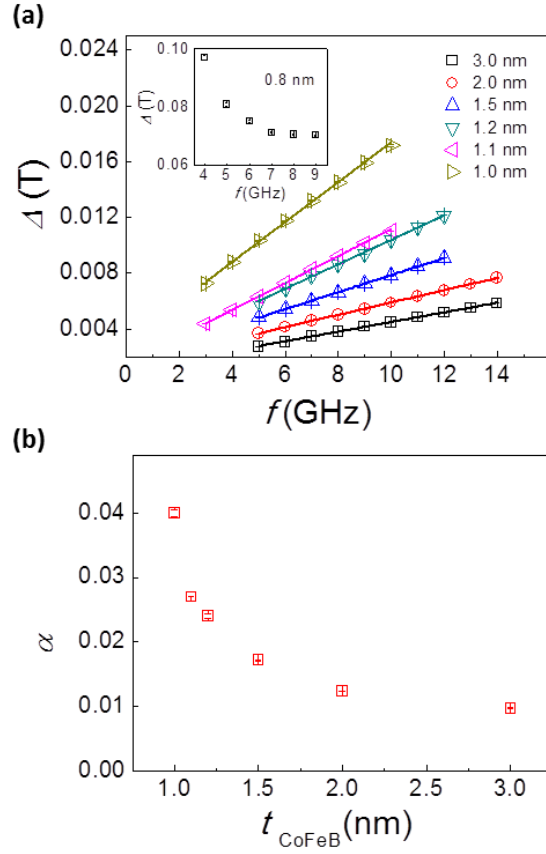 (a)
0.024
0.020
0.016
0.012
0.008
0.004
Δ (T)
0.10
0.08
0.06
Δ (T)
0.8 nm
4 5 6 7 8 9
f(GHz)
3.0 nm
2.0 nm
1.5 nm
1.2 nm
1.1 nm
1.0 nm
0 2 4 6 8 10 12 14 16
f(GHz)
(b)
0.04
0.03
0.02
0.01
0.00
α
1.0 1.5 2.0 2.5 3.0
t CoFeB (nm)